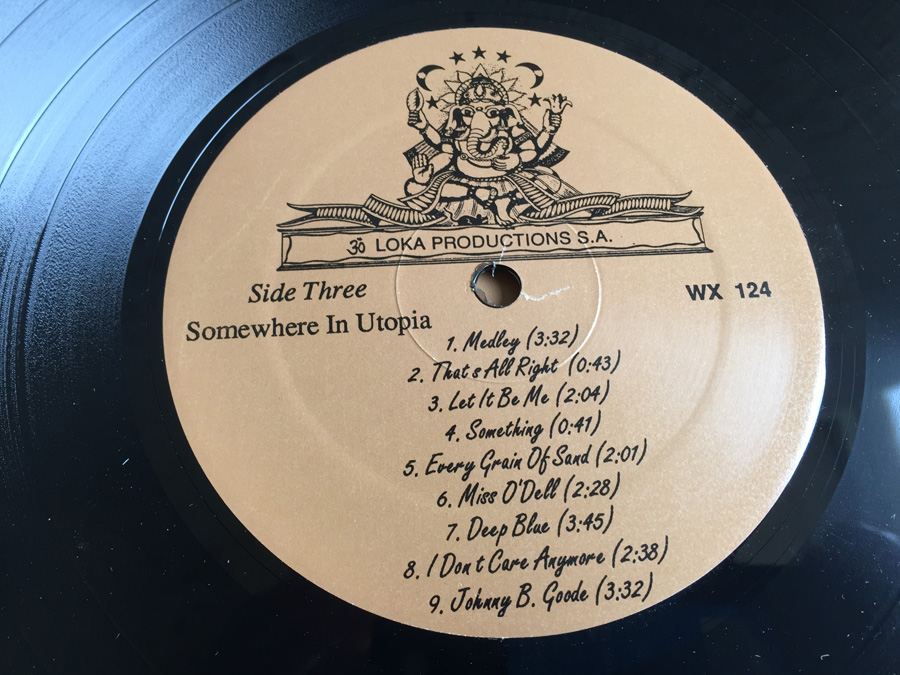 ॐ LOKA PRODUCTIONS S.A.
Side Three
WX 124
Somewhere In Utopia
1. Medley (3:32)
2. That s All Right (0:43)
3. Let It Be Me (2:04)
4. Something (0:41)
5. Every Grain Of Sand (2:01)
6. Miss O'Dell (2:28)
7. Deep Blue (3:45)
8. I Don t Care Anymore (2:38)
9. Johnny B. Goode (3:32)